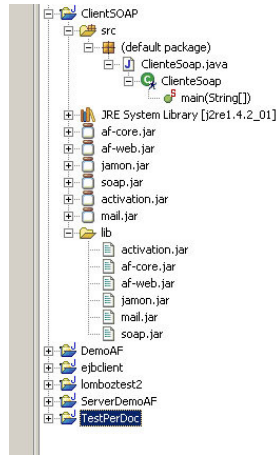 ClientSOAP
src
(default package)
ClienteSoap.java
ClienteSoap
main(String[])
JRE System Library [j2re1.4.2_01]
af-core.jar
af-web.jar
jamon.jar
soap.jar
activation.jar
mail.jar
lib
activation.jar
af-core.jar
af-web.jar
jamon.jar
mail.jar
soap.jar
DemoAF
ejbclient
lomboztest2
ServerDemoAF
TestPerDoc